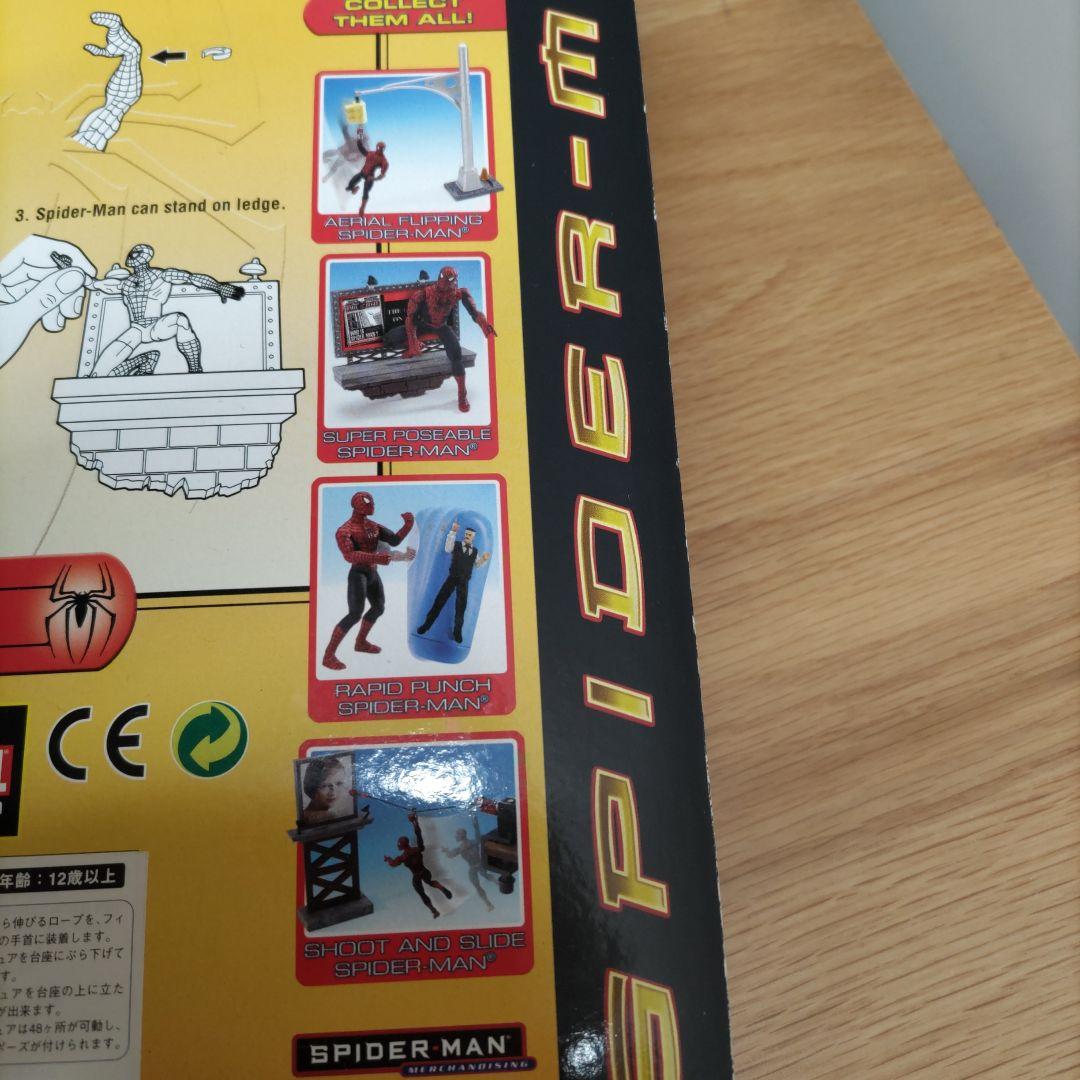 COLLECT
THEM ALL!
AERIAL FLIPPING
SPIDER-MAN®
SUPER POSEABLE
SPIDER-MAN®
RAPID PUNCH
SPIDER-MAN®
SHOOT AND SLIDE
SPIDER-MAN®
SPIDER-MAN®
MERCHANDISING
3. Spider-Man can stand on ledge.
CE
年齢：12歳以上
ら伸びるロープを、フィ
の手首に装着します。
ュアを台座にぶら下げて
す。
ュアを台座の上に立た
が出来ます。
ュアは48ヶ所が可動し、
ポーズが付けられます。
SPIDER-M